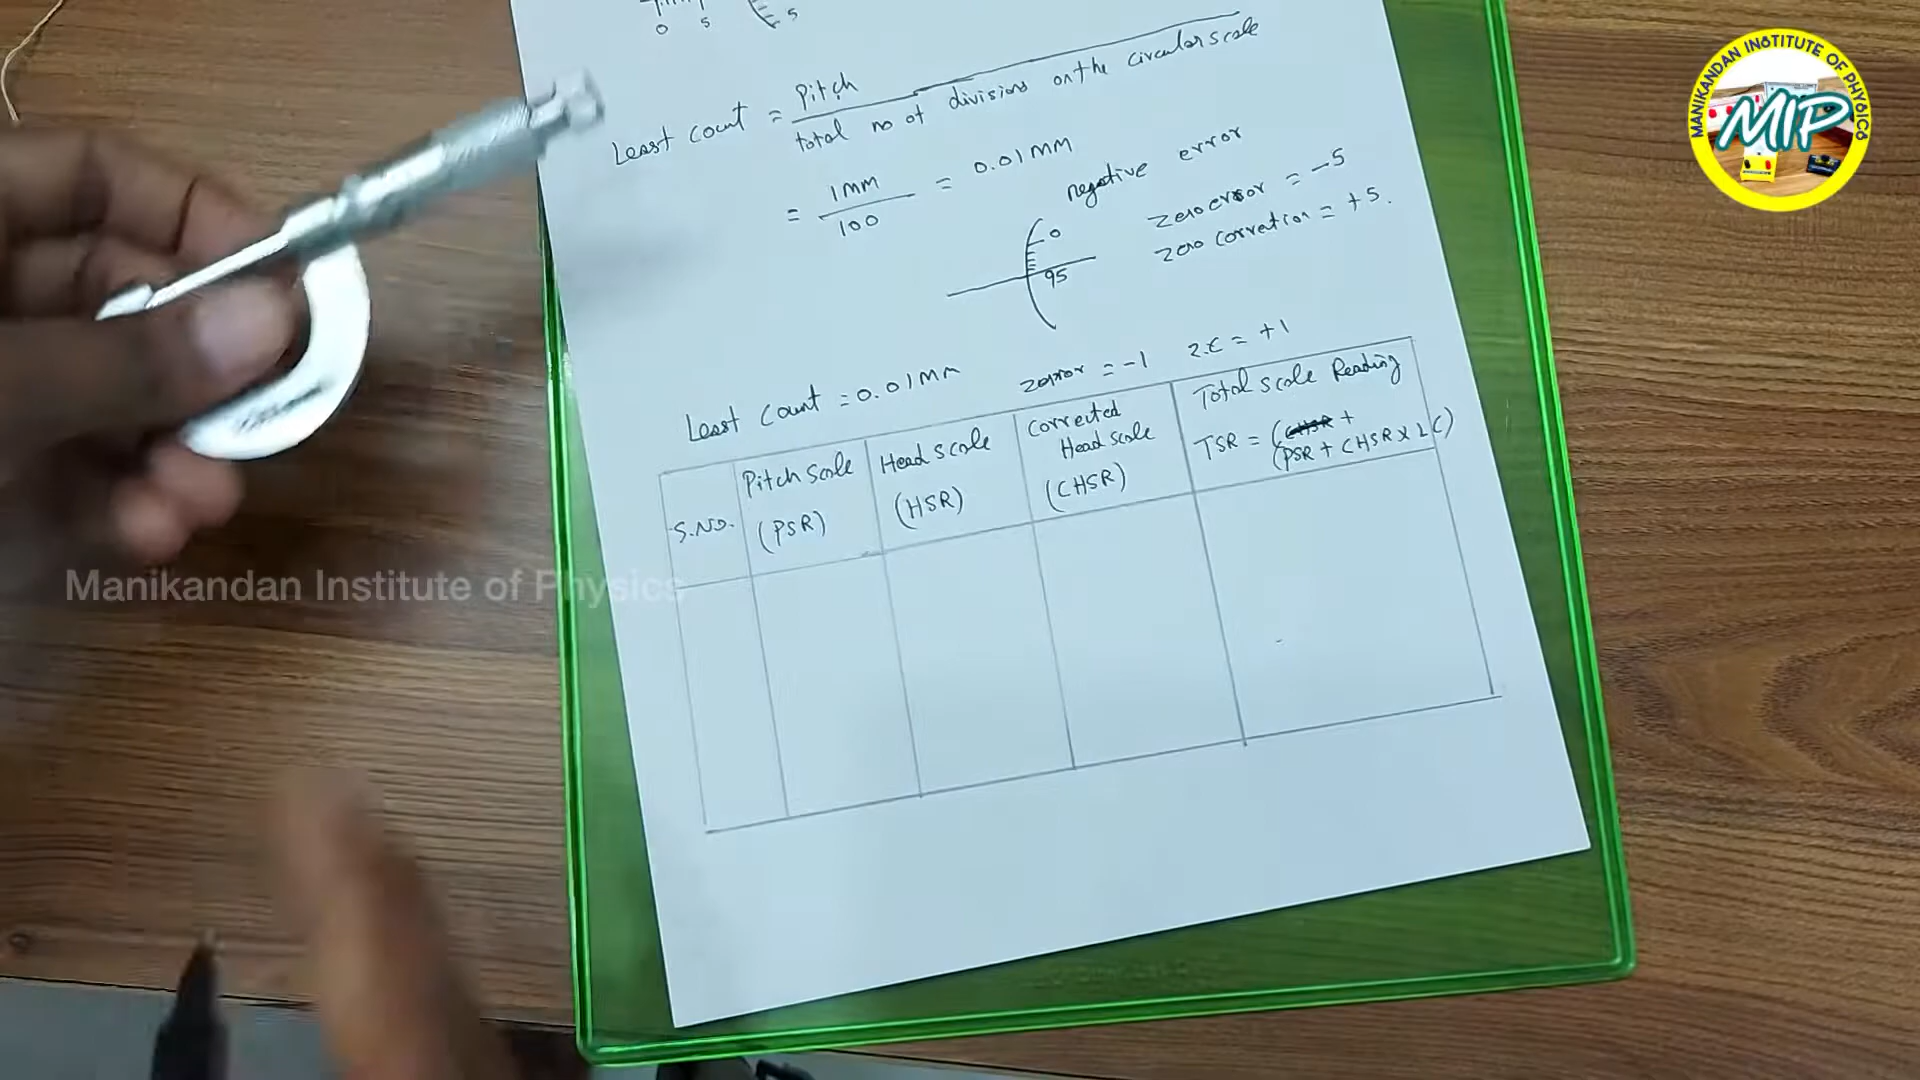 0 5 5
Least count = Pitch
total no of divisions on the circular scale
= 1MM = 0.01MM
100
negative error
0
95
Zero error = -5
Zero corretion = +5.
Least count = 0.01MM zerror = -1 Z.C = +1
S.NO.
Pitch scale
(PSR)
Head scale
(HSR)
Corrected
Head scale
(CHSR)
Total scale Reading
TSR = (CHSR +
(PSR + CHSR X LC)
Manikandan Institute of Physics
MANIKANDAN INSTITUTE OF PHYSICS
MIP